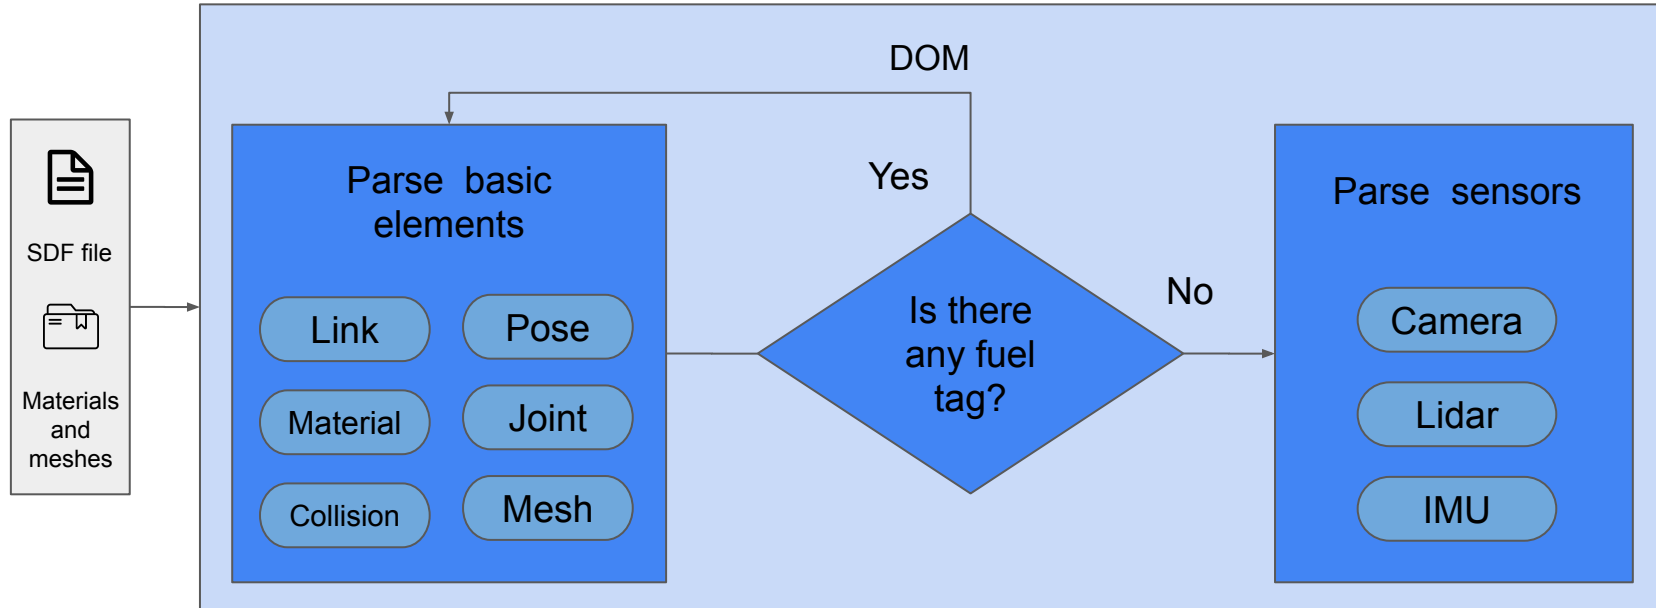 SDF file
Materials
and
meshes
DOM
Parse basic
elements
Link
Pose
Material
Joint
Collision
Mesh
Yes
Is there
any fuel
tag?
No
Parse sensors
Camera
Lidar
IMU